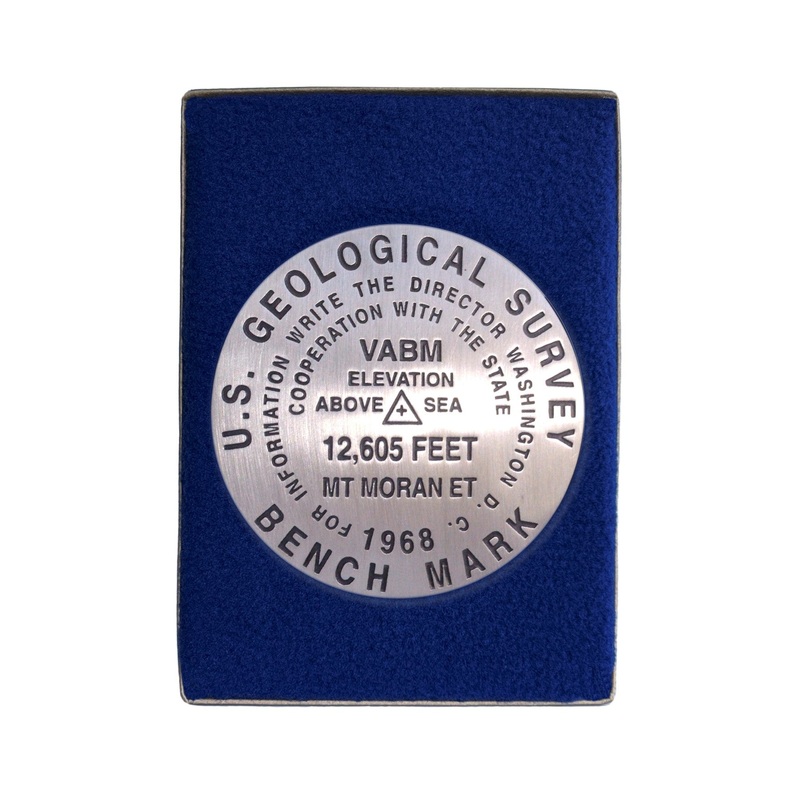 U.S. GEOLOGICAL SURVEY
FOR INFORMATION WRITE THE DIRECTOR WASHINGTON D. C.
COOPERATION WITH THE STATE
VABM
ELEVATION
ABOVE SEA
12,605 FEET
MT MORAN ET
1968
BENCH MARK